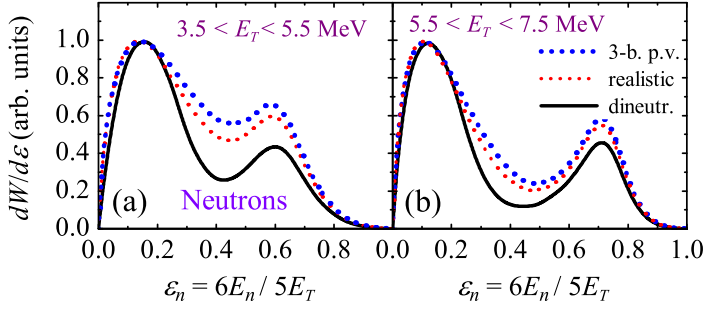 3.5 < E_T < 5.5 MeV
5.5 < E_T < 7.5 MeV
dW/dε (arb. units)
1.0
0.8
0.6
0.4
0.2
0.0
3-b. p.v.
realistic
dineutr.
(a)
Neutrons
(b)
0.0 0.2 0.4 0.6 0.8 0.0 0.2 0.4 0.6 0.8 1.0
ε_n = 6E_n / 5E_T
ε_n = 6E_n / 5E_T